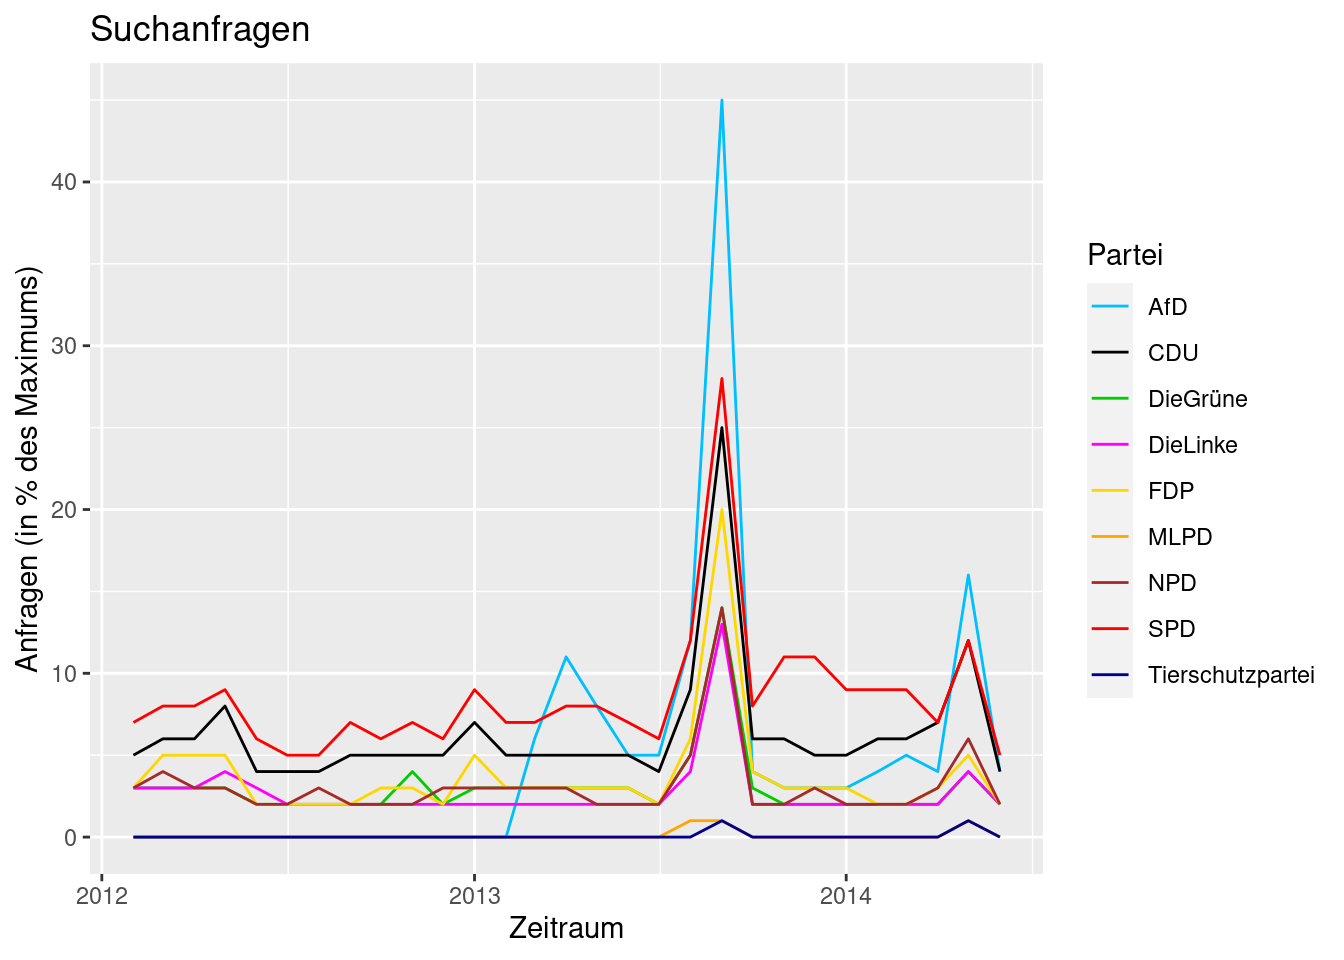 Suchanfragen
Anfragen (in % des Maximums)
40
30
20
10
0
2012
2013
2014
Zeitraum
Partei
AfD
CDU
DieGrüne
DieLinke
FDP
MLPD
NPD
SPD
Tierschutzpartei